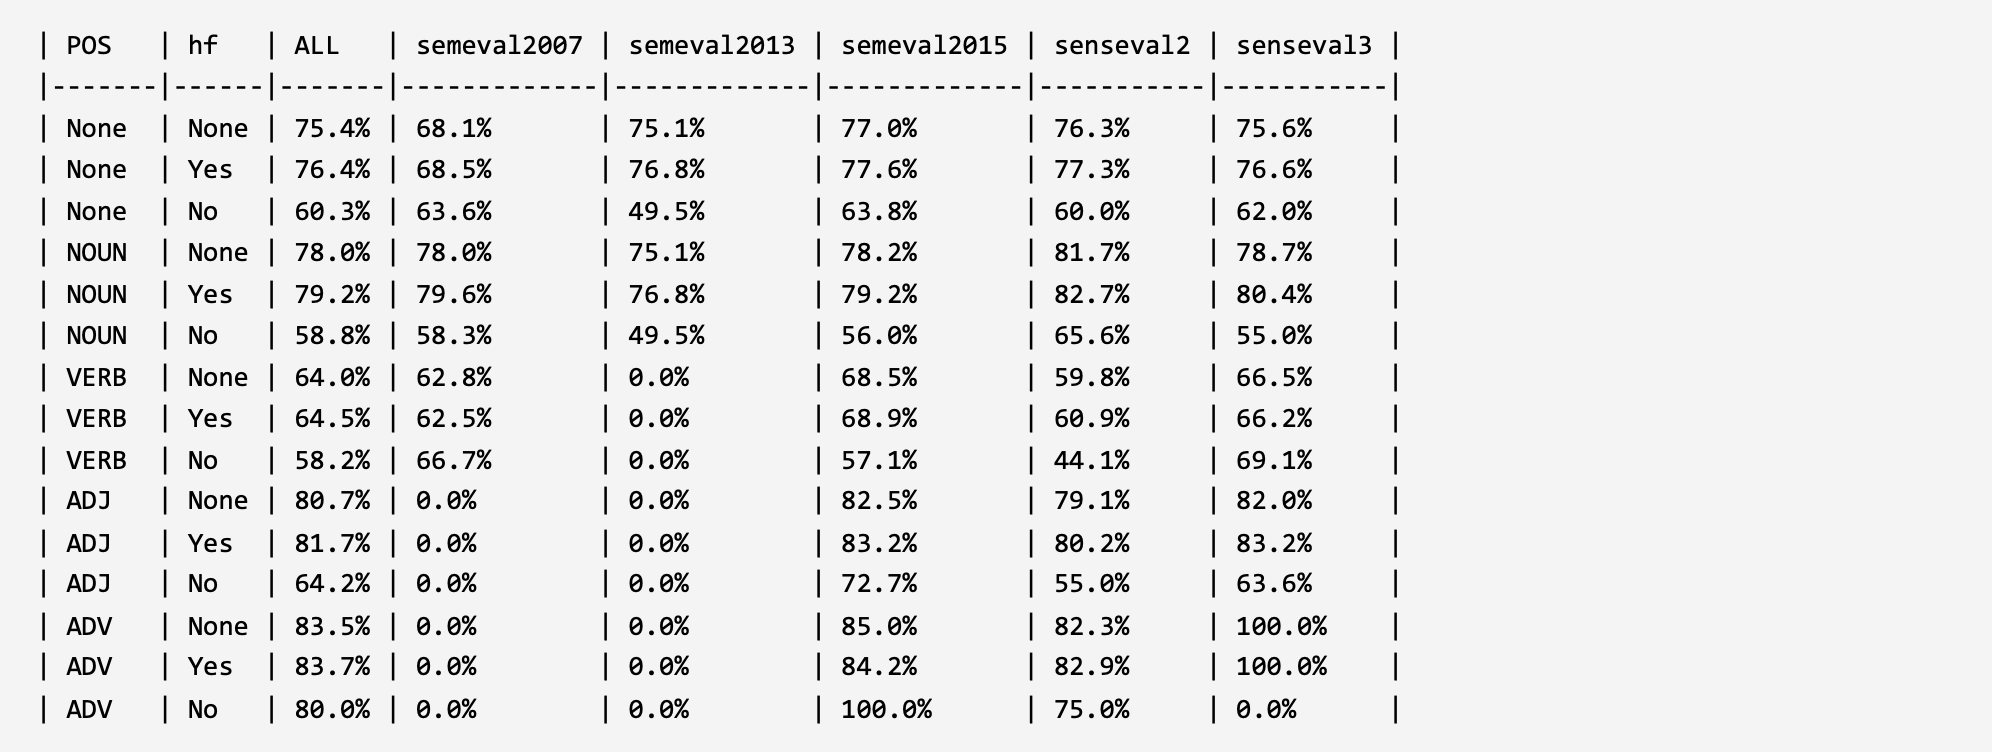 | POS   | hf   | ALL   | semeval2007 | semeval2013 | semeval2015 | senseval2 | senseval3 |
|-------|------|-------|-------------|-------------|-------------|-----------|-----------|
| None  | None | 75.4% | 68.1%       | 75.1%       | 77.0%       | 76.3%     | 75.6%     |
| None  | Yes  | 76.4% | 68.5%       | 76.8%       | 77.6%       | 77.3%     | 76.6%     |
| None  | No   | 60.3% | 63.6%       | 49.5%       | 63.8%       | 60.0%     | 62.0%     |
| NOUN  | None | 78.0% | 78.0%       | 75.1%       | 78.2%       | 81.7%     | 78.7%     |
| NOUN  | Yes  | 79.2% | 79.6%       | 76.8%       | 79.2%       | 82.7%     | 80.4%     |
| NOUN  | No   | 58.8% | 58.3%       | 49.5%       | 56.0%       | 65.6%     | 55.0%     |
| VERB  | None | 64.0% | 62.8%       | 0.0%        | 68.5%       | 59.8%     | 66.5%     |
| VERB  | Yes  | 64.5% | 62.5%       | 0.0%        | 68.9%       | 60.9%     | 66.2%     |
| VERB  | No   | 58.2% | 66.7%       | 0.0%        | 57.1%       | 44.1%     | 69.1%     |
| ADJ   | None | 80.7% | 0.0%        | 0.0%        | 82.5%       | 79.1%     | 82.0%     |
| ADJ   | Yes  | 81.7% | 0.0%        | 0.0%        | 83.2%       | 80.2%     | 83.2%     |
| ADJ   | No   | 64.2% | 0.0%        | 0.0%        | 72.7%       | 55.0%     | 63.6%     |
| ADV   | None | 83.5% | 0.0%        | 0.0%        | 85.0%       | 82.3%     | 100.0%    |
| ADV   | Yes  | 83.7% | 0.0%        | 0.0%        | 84.2%       | 82.9%     | 100.0%    |
| ADV   | No   | 80.0% | 0.0%        | 0.0%        | 100.0%      | 75.0%     | 0.0%      |